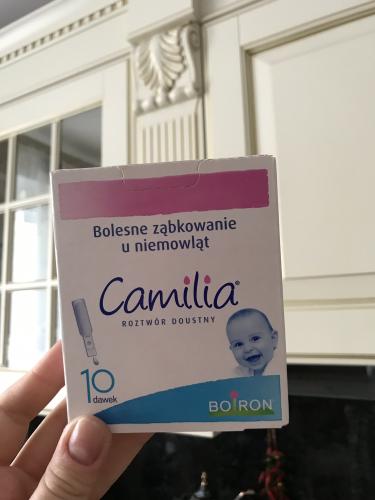 Bolesne ząbkowanie
u niemowląt
Camilia®
ROZTWÓR DOUSTNY
10
dawek
BOIRON